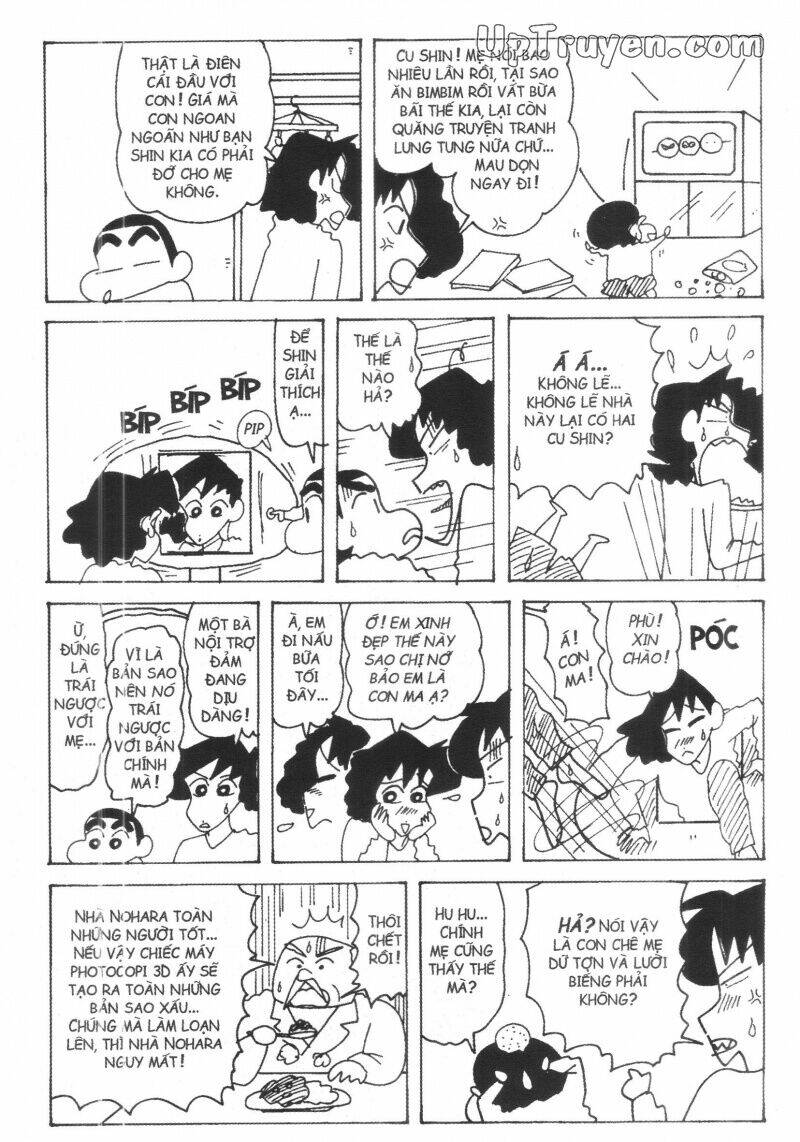 UpTruyen.com
CU SHIN! MẸ NÓI BAO
NHIÊU LẦN RỒI, TẠI SAO
ĂN BIMBIM RỒI VẤT BỪA
BÃI THẾ KIA, LẠI CÒN
QUĂNG TRUYỆN TRANH
LUNG TUNG NỮA CHỨ...
MAU DỌN
NGAY ĐI!
THẬT LÀ ĐIÊN
CÁI ĐẦU VỚI
CON! GIÁ MÀ
CON NGOAN
NGOÃN NHƯ BẠN
SHIN KIA CÓ PHẢI
ĐỠ CHO MẸ
KHÔNG.
Á Á...
KHÔNG LẼ...
KHÔNG LẼ NHÀ
NÀY LẠI CÓ HAI
CU SHIN?
THẾ LÀ
THẾ
NÀO
HẢ?
ĐỂ
SHIN
GIẢI
THÍCH
Ạ...
PIP
BÍP BÍP BÍP
PÓC
PHÙ!
XIN
CHÀO!
Á!
CON
MA!
Ớ! EM XINH
ĐẸP THẾ NÀY
SAO CHỊ NỠ
BẢO EM LÀ
CON MA Ạ?
À, EM
ĐI NẤU
BỮA
TỐI
ĐÂY...
MỘT BÀ
NỘI TRỢ
ĐẢM
ĐANG
DỊU
DÀNG!
VÌ LÀ
BẢN SAO
NÊN NÓ
TRÁI
NGƯỢC
VỚI BẢN
CHÍNH
MÀ!
Ừ,
ĐÚNG
LÀ
TRÁI
NGƯỢC
VỚI
MẸ...
HẢ? NÓI VẬY
LÀ CON CHÊ MẸ
DỮ TỢN VÀ LƯỜI
BIẾNG PHẢI
KHÔNG?
HU HU...
CHÍNH
MẸ CŨNG
THẤY THẾ
MÀ?
THÔI
CHẾT
RỒI!
NHÀ NOHARA TOÀN
NHỮNG NGƯỜI TỐT...
NẾU VẬY CHIẾC MÁY
PHOTOCOPI 3D ẤY SẼ
TẠO RA TOÀN NHỮNG
BẢN SAO XẤU...
CHÚNG MÀ LÀM LOẠN
LÊN, THÌ NHÀ NOHARA
NGUY MẤT!